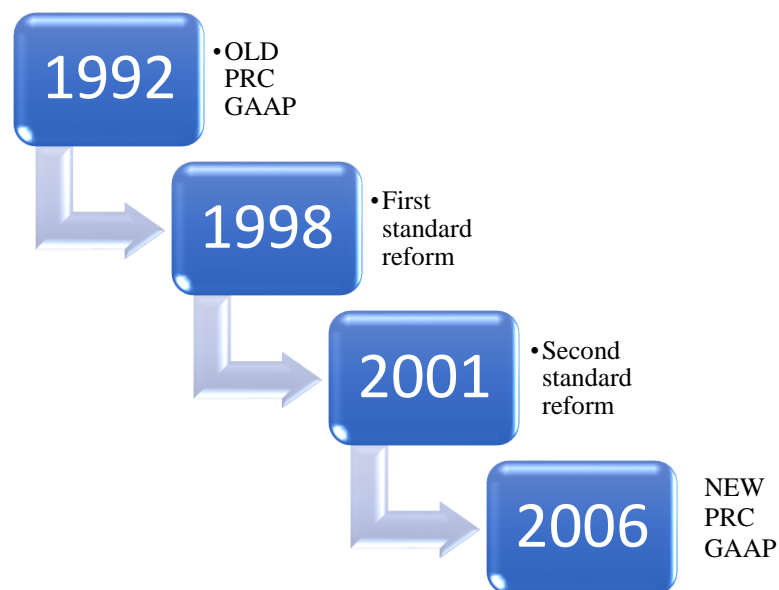 1992
•OLD
PRC
GAAP
1998
•First
standard
reform
2001
•Second
standard
reform
2006
NEW
PRC
GAAP